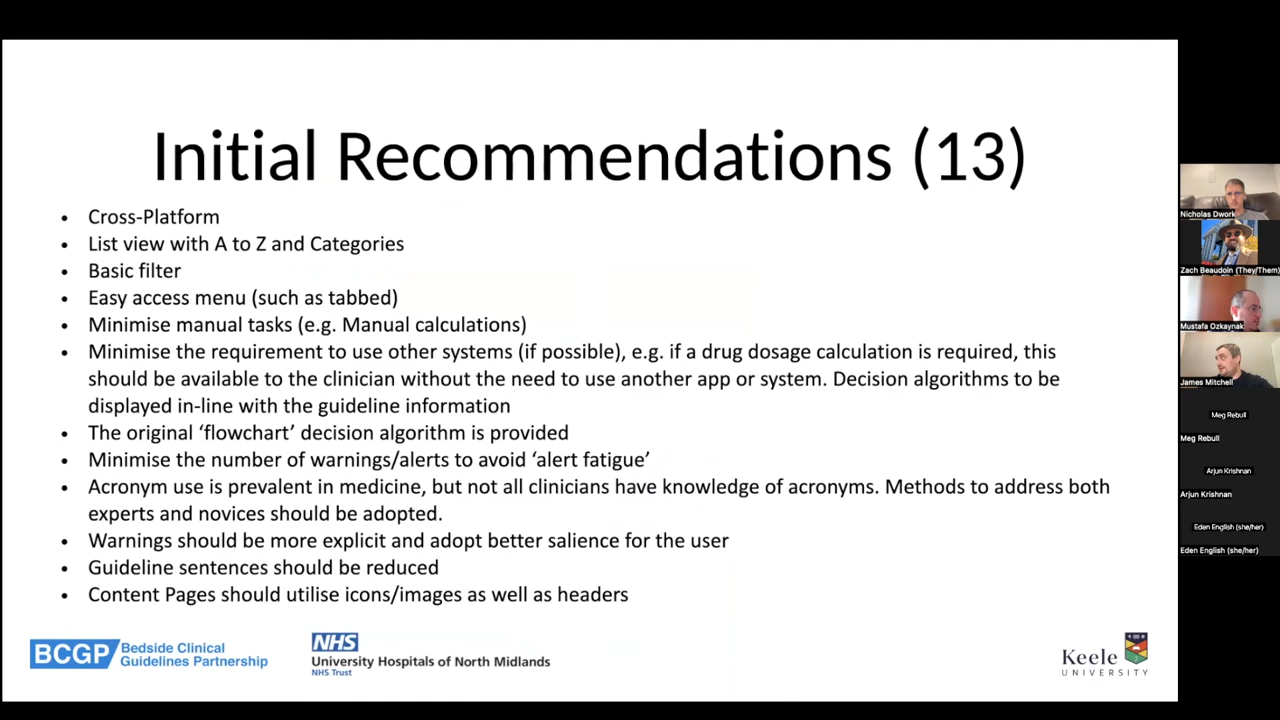 Initial Recommendations (13)
• Cross-Platform
• List view with A to Z and Categories
• Basic filter
• Easy access menu (such as tabbed)
• Minimise manual tasks (e.g. Manual calculations)
• Minimise the requirement to use other systems (if possible), e.g. if a drug dosage calculation is required, this
should be available to the clinician without the need to use another app or system. Decision algorithms to be
displayed in-line with the guideline information
• The original ‘flowchart’ decision algorithm is provided
• Minimise the number of warnings/alerts to avoid ‘alert fatigue’
• Acronym use is prevalent in medicine, but not all clinicians have knowledge of acronyms. Methods to address both
experts and novices should be adopted.
• Warnings should be more explicit and adopt better salience for the user
• Guideline sentences should be reduced
• Content Pages should utilise icons/images as well as headers
BCGP
Bedside Clinical
Guidelines Partnership
NHS
University Hospitals of North Midlands
NHS Trust
Keele
UNIVERSITY
Nicholas Dwork
Zach Beaudoin (They/Them)
Mustafa Ozkaynak
James Mitchell
Meg Rebull
Meg Rebull
Arjun Krishnan
Arjun Krishnan
Eden English (she/her)
Eden English (she/her)